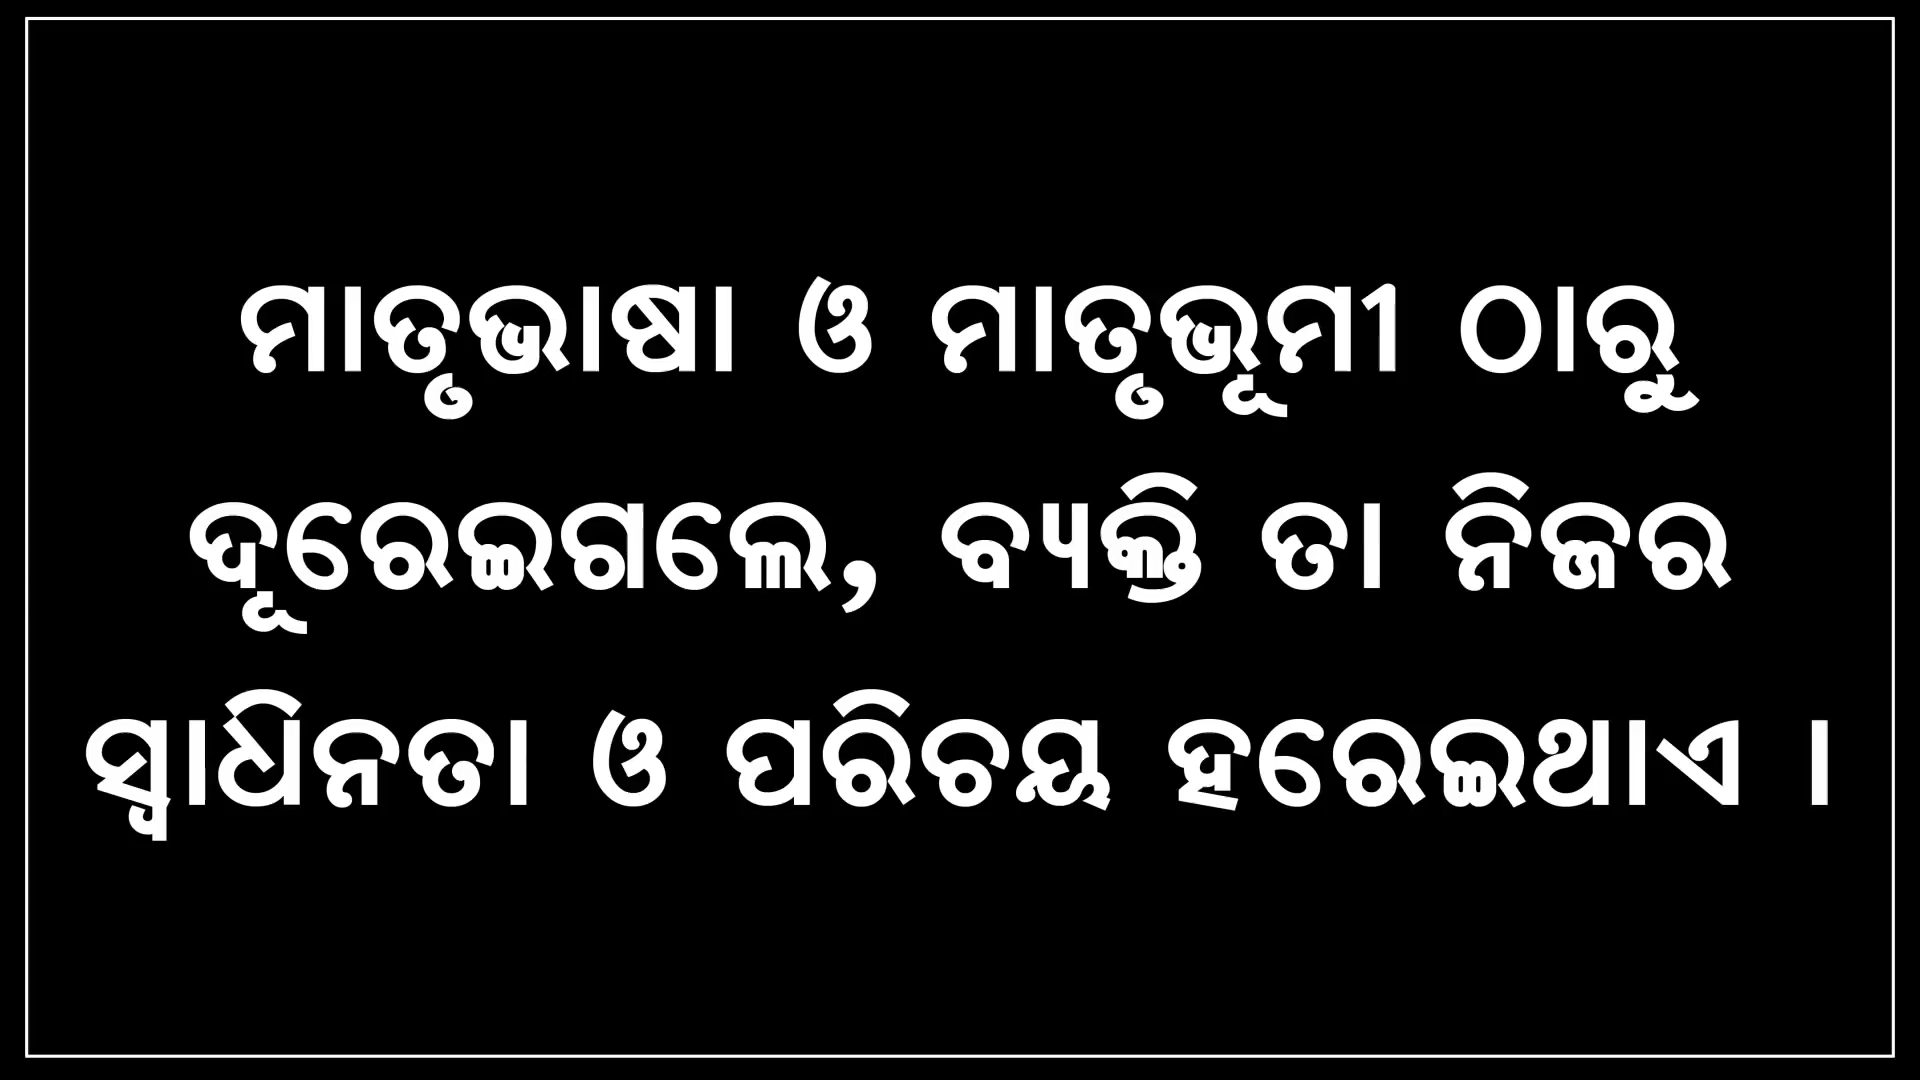 ମାତୃଭାଷା ଓ ମାତୃଭୂମୀ ଠାରୁ
ଦୂରେଇଗଲେ, ବ୍ୟକ୍ତି ତା ନିଜର
ସ୍ୱାଧିନତା ଓ ପରିଚୟ ହରେଇଥାଏ ।